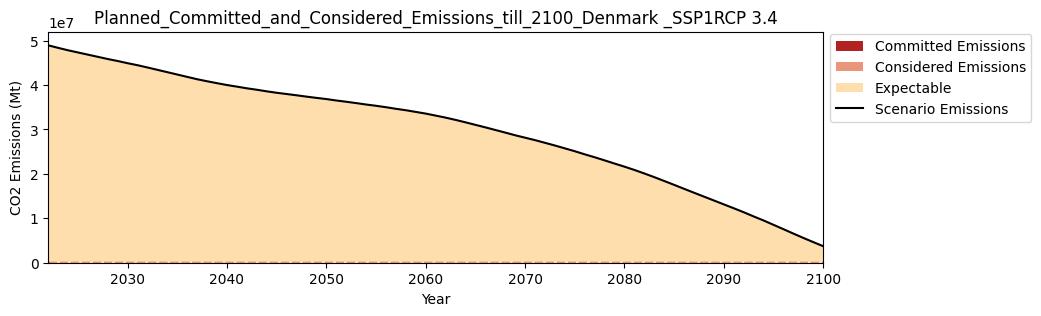 Planned_Committed_and_Considered_Emissions_till_2100_Denmark _SSP1RCP 3.4
1e7
5
4
3
2
1
0
CO2 Emissions (Mt)
2030 2040 2050 2060 2070 2080 2090 2100
Year
Committed Emissions
Considered Emissions
Expectable
Scenario Emissions